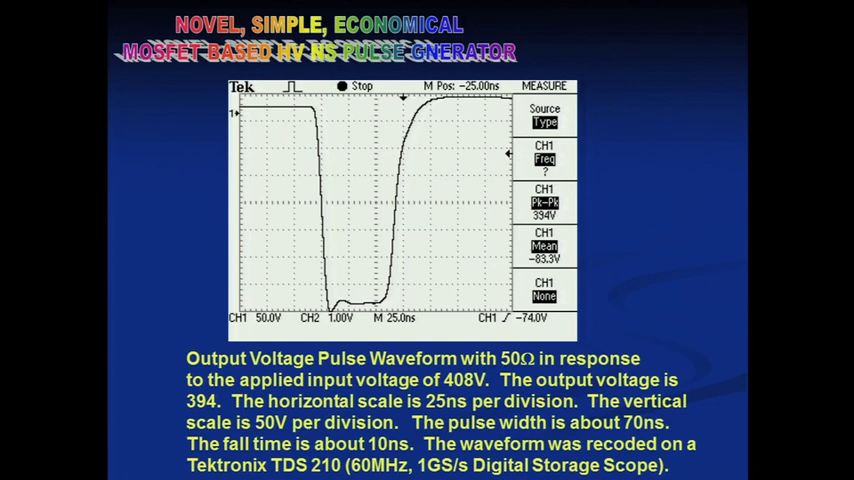 NOVEL, SIMPLE, ECONOMICAL
MOSFET BASED HV NS PULSE GNERATOR
Tek Stop M Pos: -25.00ns MEASURE
Source
Type
1
CH1
Freq
?
CH1
Pk-Pk
394V
CH1
Mean
-83.3V
CH1
None
CH1 50.0V CH2 1.00V M 25.0ns CH1 -74.0V
Output Voltage Pulse Waveform with 50Ω in response
to the applied input voltage of 408V. The output voltage is
394. The horizontal scale is 25ns per division. The vertical
scale is 50V per division. The pulse width is about 70ns.
The fall time is about 10ns. The waveform was recoded on a
Tektronix TDS 210 (60MHz, 1GS/s Digital Storage Scope).